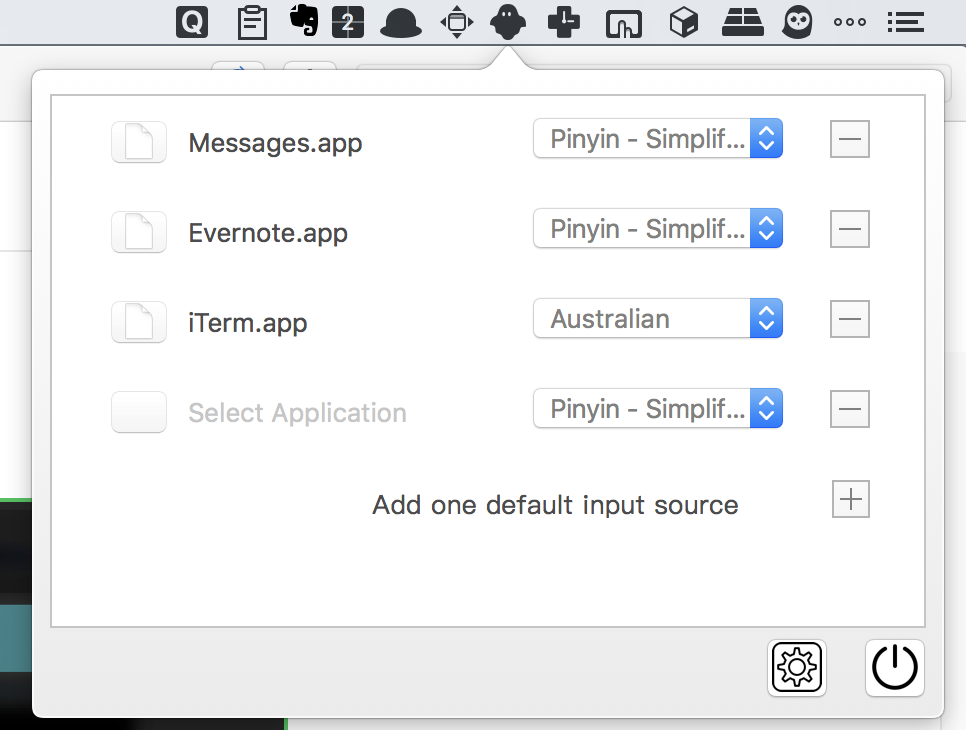 Q
2
Messages.app Pinyin - Simplif...
Evernote.app Pinyin - Simplif...
iTerm.app Australian
Select Application Pinyin - Simplif...
Add one default input source